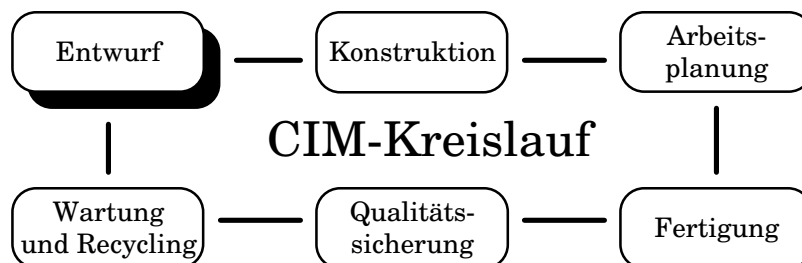 Entwurf
Konstruktion
Arbeits-
planung
CIM-Kreislauf
Wartung
und Recycling
Qualitäts-
sicherung
Fertigung